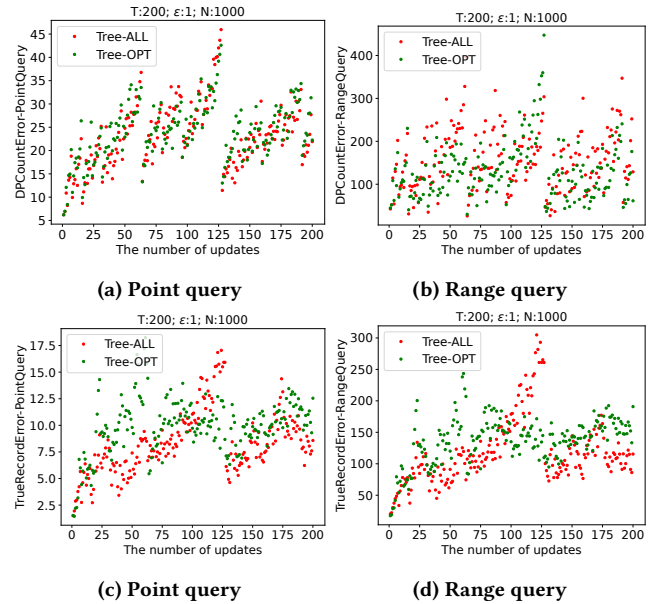 T:200; ε:1; N:1000
DPCountError-PointQuery
45
40
35
30
25
20
15
10
5
Tree-ALL
Tree-OPT
0 25 50 75 100 125 150 175 200
The number of updates
(a) Point query
T:200; ε:1; N:1000
DPCountError-RangeQuery
400
300
200
100
Tree-ALL
Tree-OPT
0 25 50 75 100 125 150 175 200
The number of updates
(b) Range query
T:200; ε:1; N:1000
TrueRecordError-PointQuery
17.5
15.0
12.5
10.0
7.5
5.0
2.5
Tree-ALL
Tree-OPT
0 25 50 75 100 125 150 175 200
The number of updates
(c) Point query
T:200; ε:1; N:1000
TrueRecordError-RangeQuery
300
250
200
150
100
50
Tree-ALL
Tree-OPT
0 25 50 75 100 125 150 175 200
The number of updates
(d) Range query